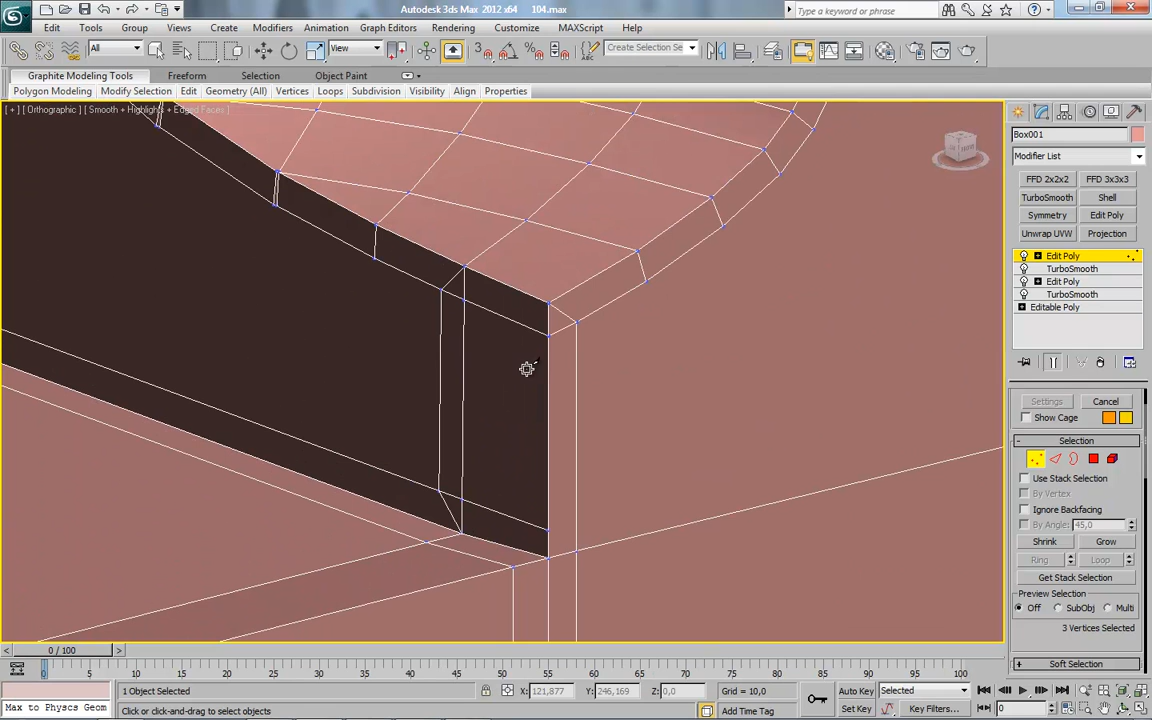 Autodesk 3ds Max 2012 x64 104.max
Type a keyword or phrase
Edit Tools Group Views Create Modifiers Animation Graph Editors Rendering Customize MAXScript Help
All View Create Selection Se
Graphite Modeling Tools Freeform Selection Object Paint
Polygon Modeling Modify Selection Edit Geometry (All) Vertices Loops Subdivision Visibility Align Properties
[ + ] [ Orthographic ] [ Smooth + Highlights + Edged Faces ]
Box001
Modifier List
FFD 2x2x2 FFD 3x3x3
TurboSmooth Shell
Symmetry Edit Poly
Unwrap UVW Projection
Edit Poly
TurboSmooth
Edit Poly
TurboSmooth
Editable Poly
Settings Cancel
Show Cage
- Selection
Use Stack Selection
By Vertex
Ignore Backfacing
By Angle: 45,0
Shrink Grow
Ring Loop
Get Stack Selection
Preview Selection
Off SubObj Multi
3 Vertices Selected
+ Soft Selection
0 / 100
0 5 10 15 20 25 30 35 40 45 50 55 60 65 70 75 80 85 90 95 100
1 Object Selected X: 121,877 Y: 246,169 Z: 0,0 Grid = 10,0 Auto Key Selected
Max to Physcs Geom Click or click-and-drag to select objects Add Time Tag Set Key Key Filters... 0